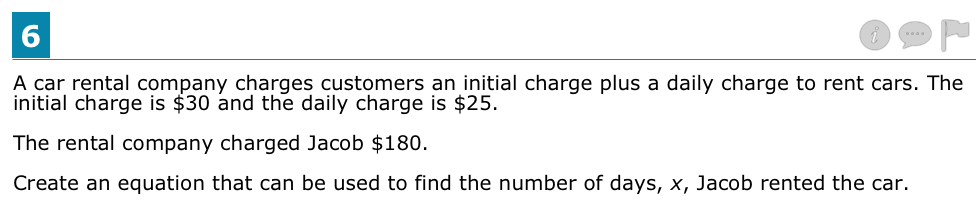 6
A car rental company charges customers an initial charge plus a daily charge to rent cars. The
initial charge is $30 and the daily charge is $25.
The rental company charged Jacob $180.
Create an equation that can be used to find the number of days, x, Jacob rented the car.